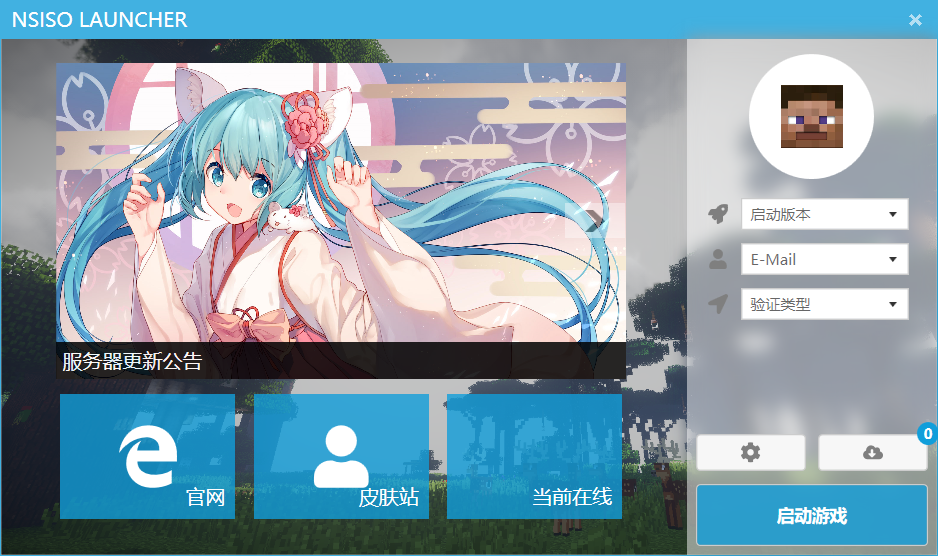 NSISO LAUNCHER
服务器更新公告
官网
皮肤站
当前在线
启动版本
E-Mail
验证类型
0
启动游戏